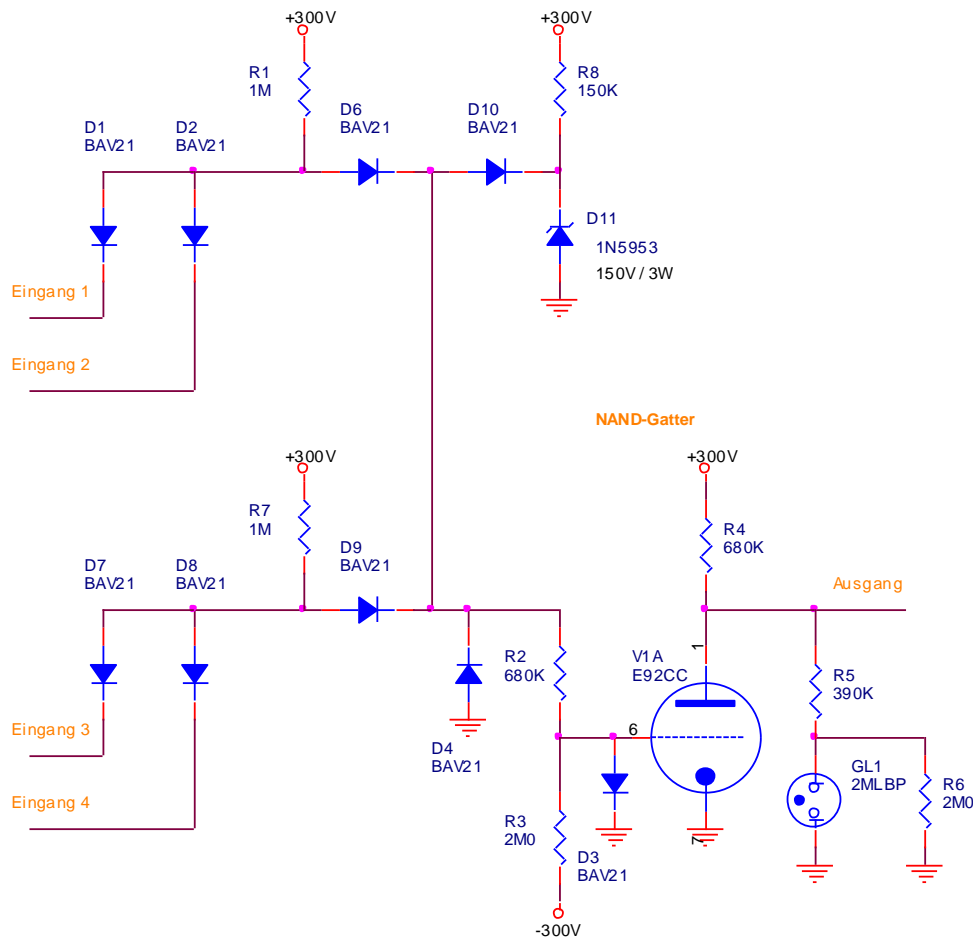 +300V
+300V
R1
1M
R8
150K
D6
BAV21
D10
BAV21
D1
BAV21
D2
BAV21
D11
1N5953
150V / 3W
Eingang 1
Eingang 2
NAND-Gatter
+300V
+300V
R7
1M
R4
680K
D9
BAV21
D7
BAV21
D8
BAV21
Ausgang
R2
680K
V1A
E92CC
1
R5
390K
Eingang 3
6
D4
BAV21
GL1
2MLBP
R6
2M0
Eingang 4
R3
2M0
7
D3
BAV21
-300V